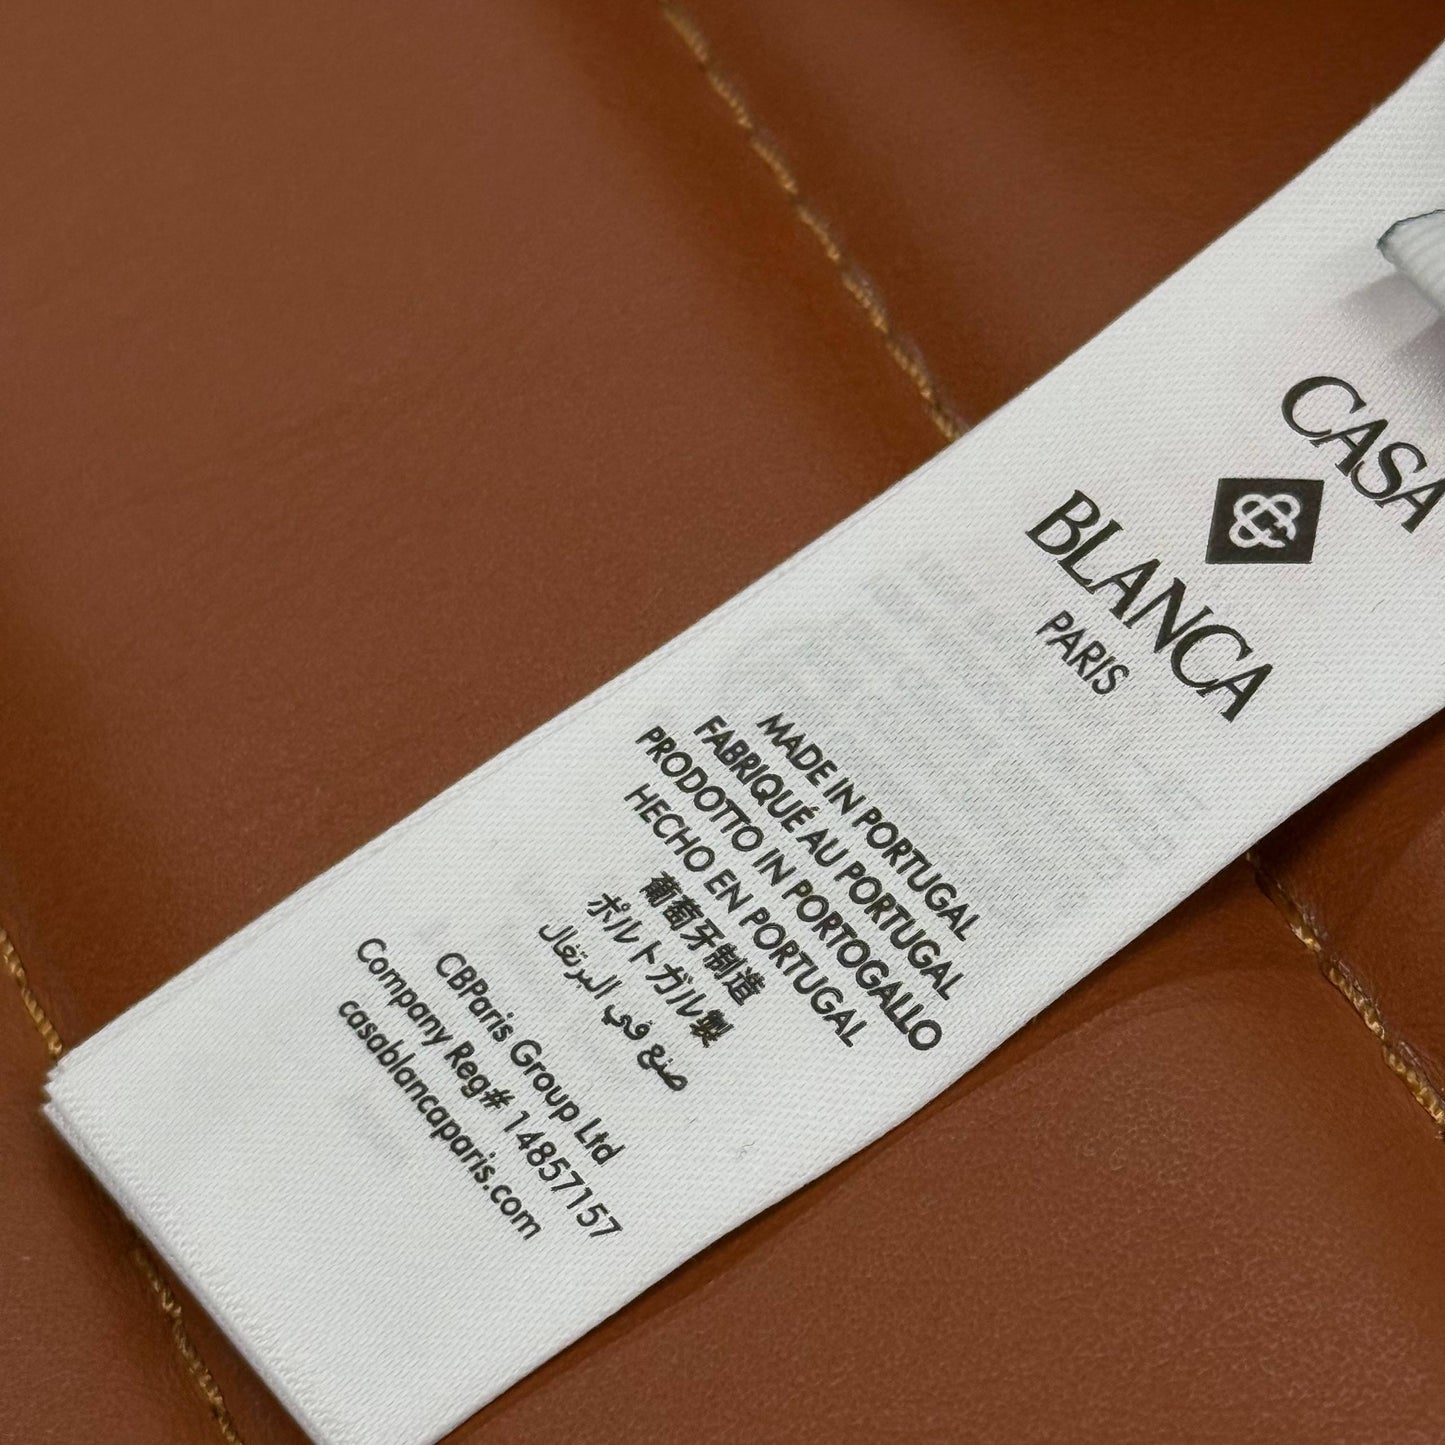 CASA
BLANCA
PARIS
MADE IN PORTUGAL
FABRIQUÉ AU PORTUGAL
PRODOTTO IN PORTOGALLO
HECHO EN PORTUGAL
葡萄牙制造
ポルトガル製
صنع في البرتغال
CBParis Group Ltd
Company Reg# 14857157
casablancaparis.com